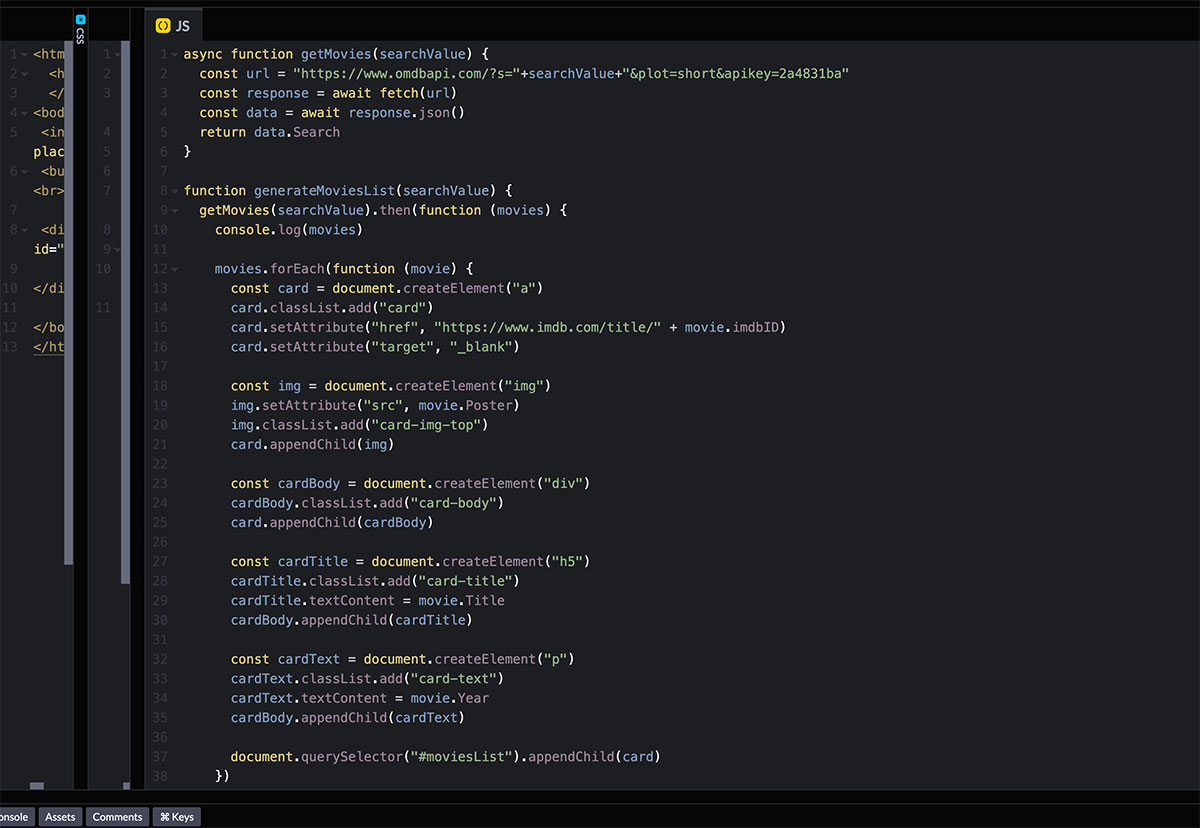 CSS
JS
1 <htm
2 <h
3 </
4 <bod
5 <in
plac
6 <bu
<br>
7
8 <di
id="
9
10 </di
11
12 </bo
13 </ht
1
2
3
4
5
6
7
8
9
10
11
1 async function getMovies(searchValue) {
2 const url = "https://www.omdbapi.com/?s="+searchValue+"&plot=short&apikey=2a4831ba"
3 const response = await fetch(url)
4 const data = await response.json()
5 return data.Search
6 }
7
8 function generateMoviesList(searchValue) {
9 getMovies(searchValue).then(function (movies) {
10 console.log(movies)
11
12 movies.forEach(function (movie) {
13 const card = document.createElement("a")
14 card.classList.add("card")
15 card.setAttribute("href", "https://www.imdb.com/title/" + movie.imdbID)
16 card.setAttribute("target", "_blank")
17
18 const img = document.createElement("img")
19 img.setAttribute("src", movie.Poster)
20 img.classList.add("card-img-top")
21 card.appendChild(img)
22
23 const cardBody = document.createElement("div")
24 cardBody.classList.add("card-body")
25 card.appendChild(cardBody)
26
27 const cardTitle = document.createElement("h5")
28 cardTitle.classList.add("card-title")
29 cardTitle.textContent = movie.Title
30 cardBody.appendChild(cardTitle)
31
32 const cardText = document.createElement("p")
33 cardText.classList.add("card-text")
34 cardText.textContent = movie.Year
35 cardBody.appendChild(cardText)
36
37 document.querySelector("#moviesList").appendChild(card)
38 })
onsole Assets Comments ⌘ Keys